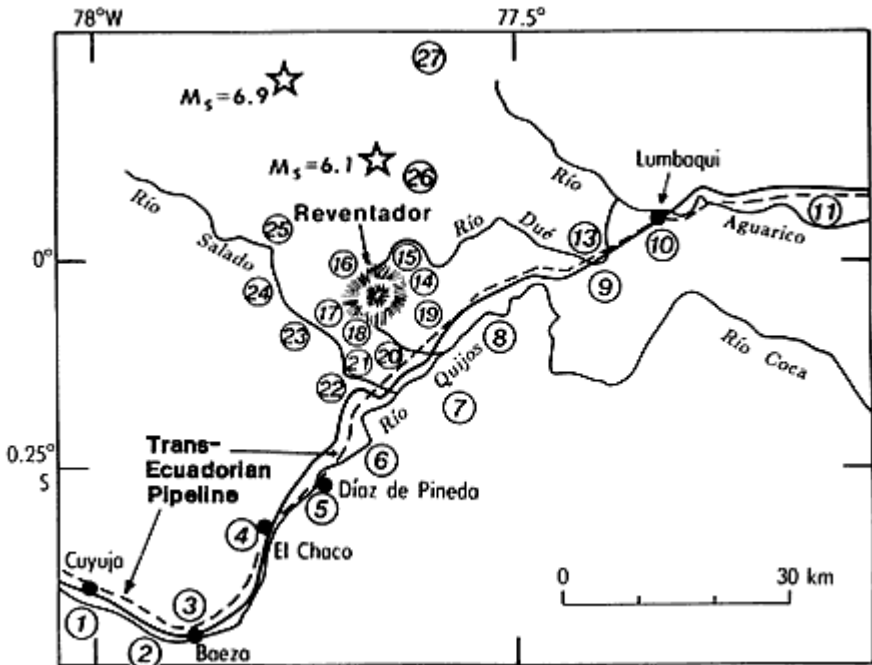 78°W
77.5°
27
Ms=6.9
Ms=6.1
26
Lumbaqui
Río
Reventador
Río
Dué
Río
Salado
25
13
10
Aguarico
11
0°
16
15
14
24
9
17
19
18
23
20
8
21
Río Coca
22
Quijos
7
Río
Trans-
Ecuadorian
Pipeline
6
0.25°
S
5
Díaz de Pineda
4
El Chaco
Cuyuja
0
30 km
3
1
2
Baeza